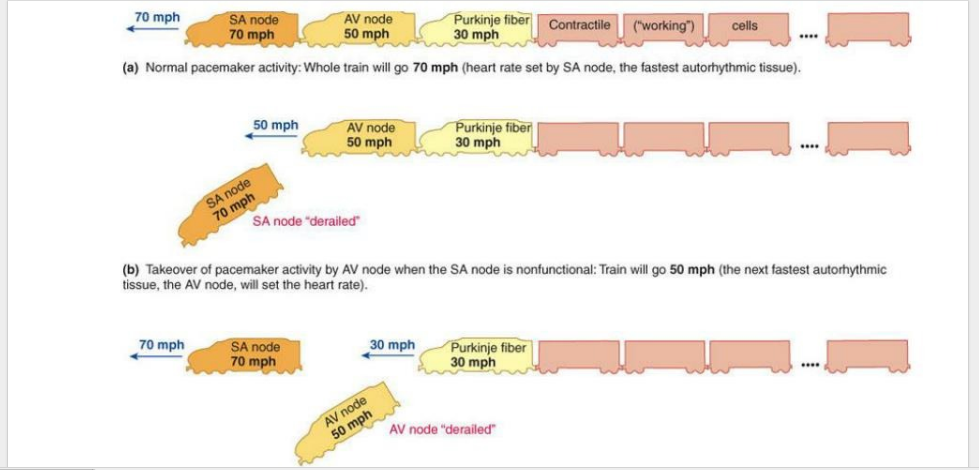 70 mph
SA node
70 mph
AV node
50 mph
Purkinje fiber
30 mph
Contractile
("working")
cells
(a) Normal pacemaker activity: Whole train will go 70 mph (heart rate set by SA node, the fastest autorhythmic tissue).
50 mph
AV node
50 mph
Purkinje fiber
30 mph
SA node
70 mph
SA node "derailed"
(b) Takeover of pacemaker activity by AV node when the SA node is nonfunctional: Train will go 50 mph (the next fastest autorhythmic
tissue, the AV node, will set the heart rate).
70 mph
SA node
70 mph
30 mph
Purkinje fiber
30 mph
AV node
50 mph
AV node "derailed"